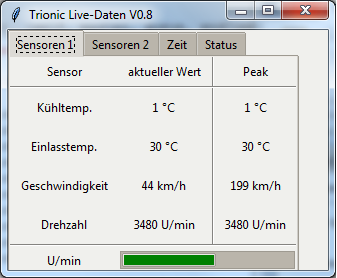 Trionic Live-Daten V0.8
Sensoren 1 Sensoren 2 Zeit Status
Sensor aktueller Wert Peak
Kühltemp. 1 °C 1 °C
Einlasstemp. 30 °C 30 °C
Geschwindigkeit 44 km/h 199 km/h
Drehzahl 3480 U/min 3480 U/min
U/min